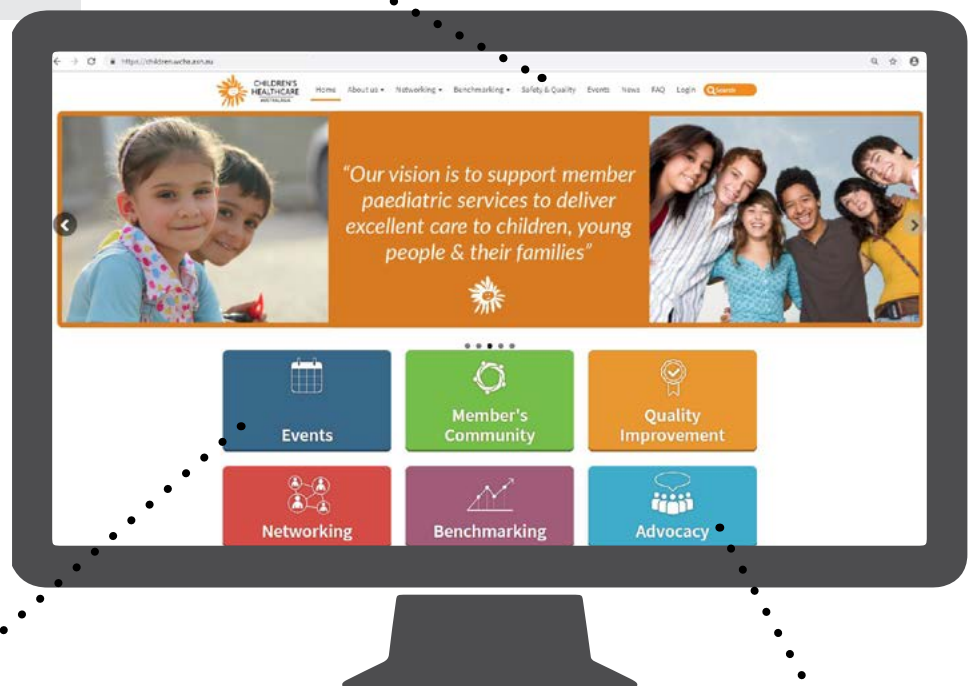 https://children.wcha.asn.au
CHILDREN'S
HEALTHCARE
AUSTRALASIA
Home About us Networking Benchmarking Safety & Quality Events News FAQ Login Search
“Our vision is to support member
paediatric services to deliver
excellent care to children, young
people & their families”
Events
Member's
Community
Quality
Improvement
Networking
Benchmarking
Advocacy